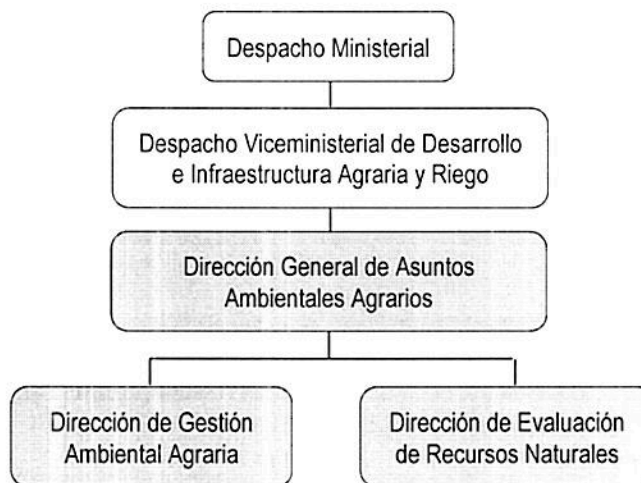 Despacho Ministerial
Despacho Viceministerial de Desarrollo
e Infraestructura Agraria y Riego
Dirección General de Asuntos
Ambientales Agrarios
Dirección de Gestión
Ambiental Agraria
Dirección de Evaluación
de Recursos Naturales